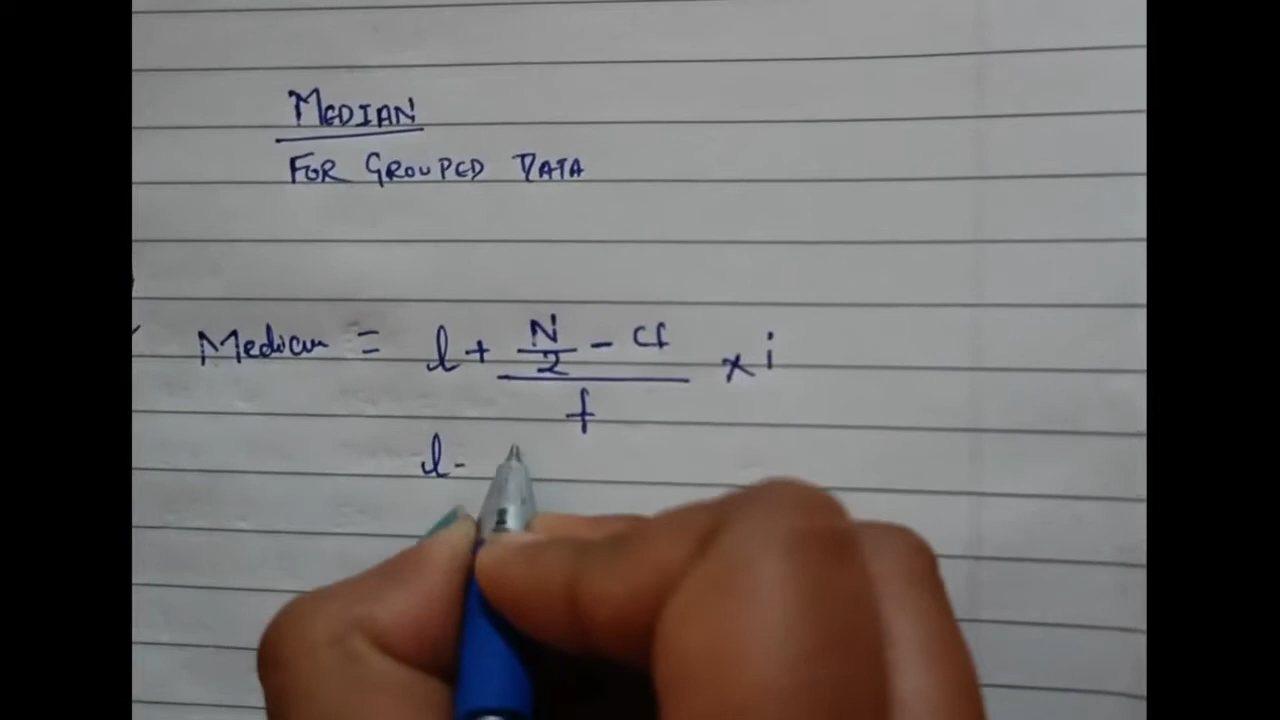 MEDIAN
FOR GROUPED DATA
Median = l + (N/2 - cf)/f × i
l -